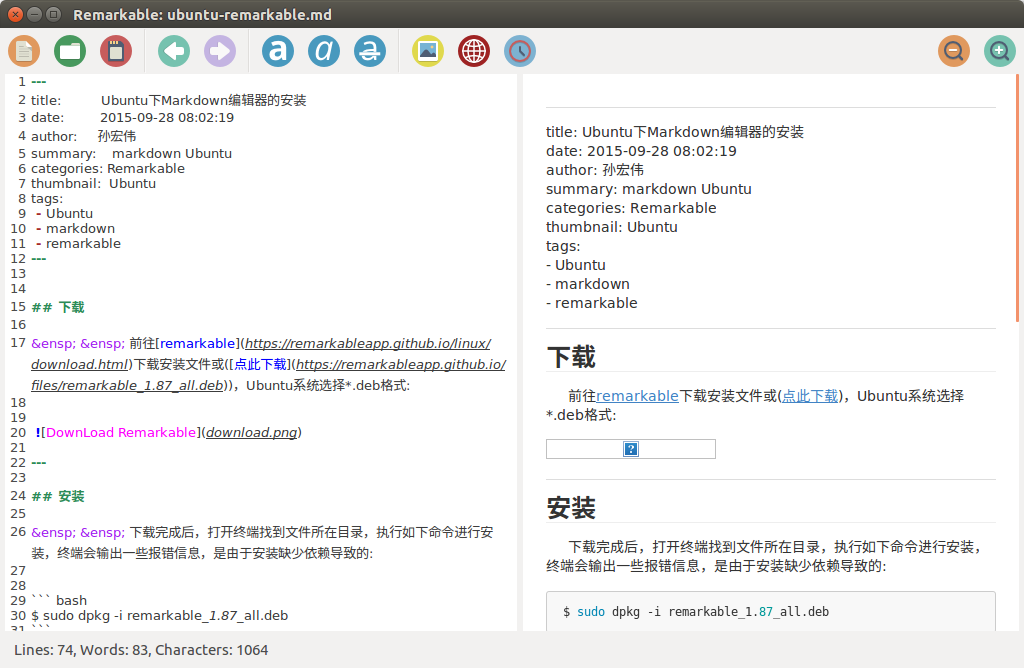 Remarkable: ubuntu-remarkable.md
1 ---
2 title: Ubuntu下Markdown编辑器的安装
3 date: 2015-09-28 08:02:19
4 author: 孙宏伟
5 summary: markdown Ubuntu
6 categories: Remarkable
7 thumbnail: Ubuntu
8 tags:
9 - Ubuntu
10 - markdown
11 - remarkable
12 ---
13
14
15 ## 下载
16
17 &ensp; &ensp; 前往[remarkable](https://remarkableapp.github.io/linux/
download.html)下载安装文件或([点此下载](https://remarkableapp.github.io/
files/remarkable_1.87_all.deb))，Ubuntu系统选择*.deb格式:
18
19
20 ![DownLoad Remarkable](download.png)
21
22 ---
23
24 ## 安装
25
26 &ensp; &ensp; 下载完成后，打开终端找到文件所在目录，执行如下命令进行安
装，终端会输出一些报错信息，是由于安装缺少依赖导致的:
27
28
29 ``` bash
30 $ sudo dpkg -i remarkable_1.87_all.deb
31 ```
title: Ubuntu下Markdown编辑器的安装
date: 2015-09-28 08:02:19
author: 孙宏伟
summary: markdown Ubuntu
categories: Remarkable
thumbnail: Ubuntu
tags:
- Ubuntu
- markdown
- remarkable
下载
前往remarkable下载安装文件或(点此下载)，Ubuntu系统选择
*.deb格式:
安装
下载完成后，打开终端找到文件所在目录，执行如下命令进行安装，
终端会输出一些报错信息，是由于安装缺少依赖导致的:
$ sudo dpkg -i remarkable_1.87_all.deb
Lines: 74, Words: 83, Characters: 1064